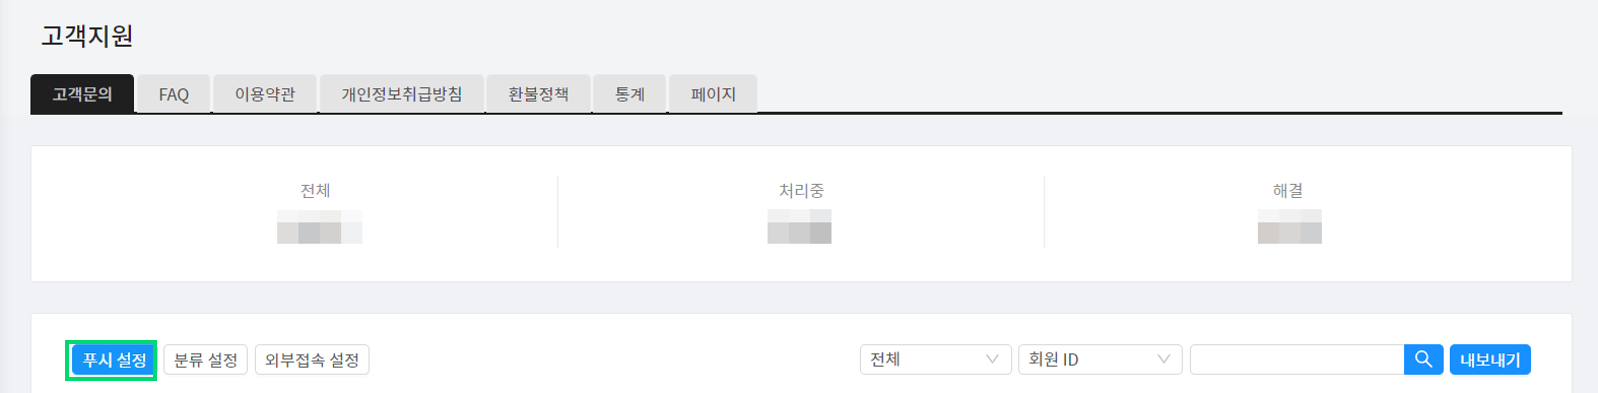 고객지원
고객문의 FAQ 이용약관 개인정보취급방침 환불정책 통계 페이지
전체 처리중 해결
푸시 설정 분류 설정 외부접속 설정 전체 회원 ID 내보내기